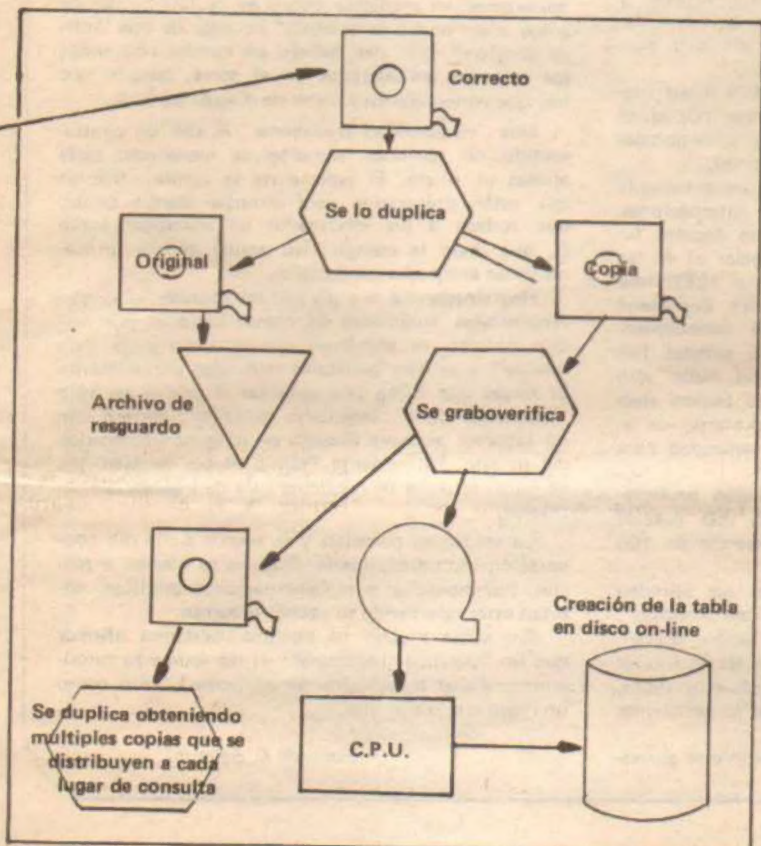 Correcto
Se lo duplica
Original
Copia
Archivo de
resguardo
Se graboverifica
Creación de la tabla
en disco on-line
Se duplica obteniendo
múltiples copias que se
distribuyen a cada
lugar de consulta
C.P.U.